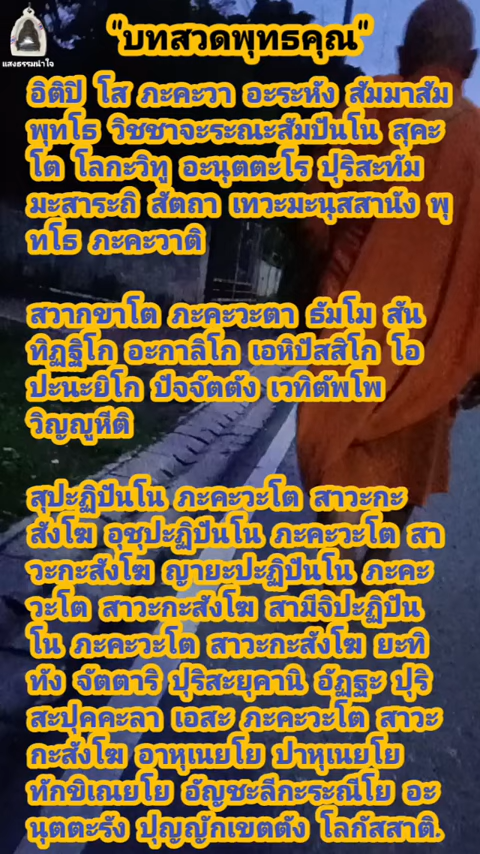 "บทสวดพุทธคุณ"
แสงธรรมนำใจ
อิติปิ โส ภะคะวา อะระหัง สัมมาสัม
พุทโธ วิชชาจะระณะสัมปันโน สุคะ
โต โลกะวิทู อะนุตตะโร ปุริสะทัม
มะสาระถิ สัตถา เทวะมะนุสสานัง พุ
ทโธ ภะคะวาติ
สวากขาโต ภะคะวะตา ธัมโม สัน
ทิฏฐิโก อะกาลิโก เอหิปัสสิโก โอ
ปะนะยิโก ปัจจัตตัง เวทิตัพโพ
วิญญูหีติ
สุปะฏิปันโน ภะคะวะโต สาวะกะ
สังโฆ อุชุปะฏิปันโน ภะคะวะโต สา
วะกะสังโฆ ญายะปะฏิปันโน ภะคะ
วะโต สาวะกะสังโฆ สามีจิปะฏิปัน
โน ภะคะวะโต สาวะกะสังโฆ ยะทิ
ทัง จัตตาริ ปุริสะยุคานิ อัฏฐะ ปุริ
สะปุคคะลา เอสะ ภะคะวะโต สาวะ
กะสังโฆ อาหุเนยโย ปาหุเนยโย
ทักขิเณยโย อัญชะลีกะระณีโย อะ
นุตตะรัง ปุญญักเขตตัง โลกัสสาติ.